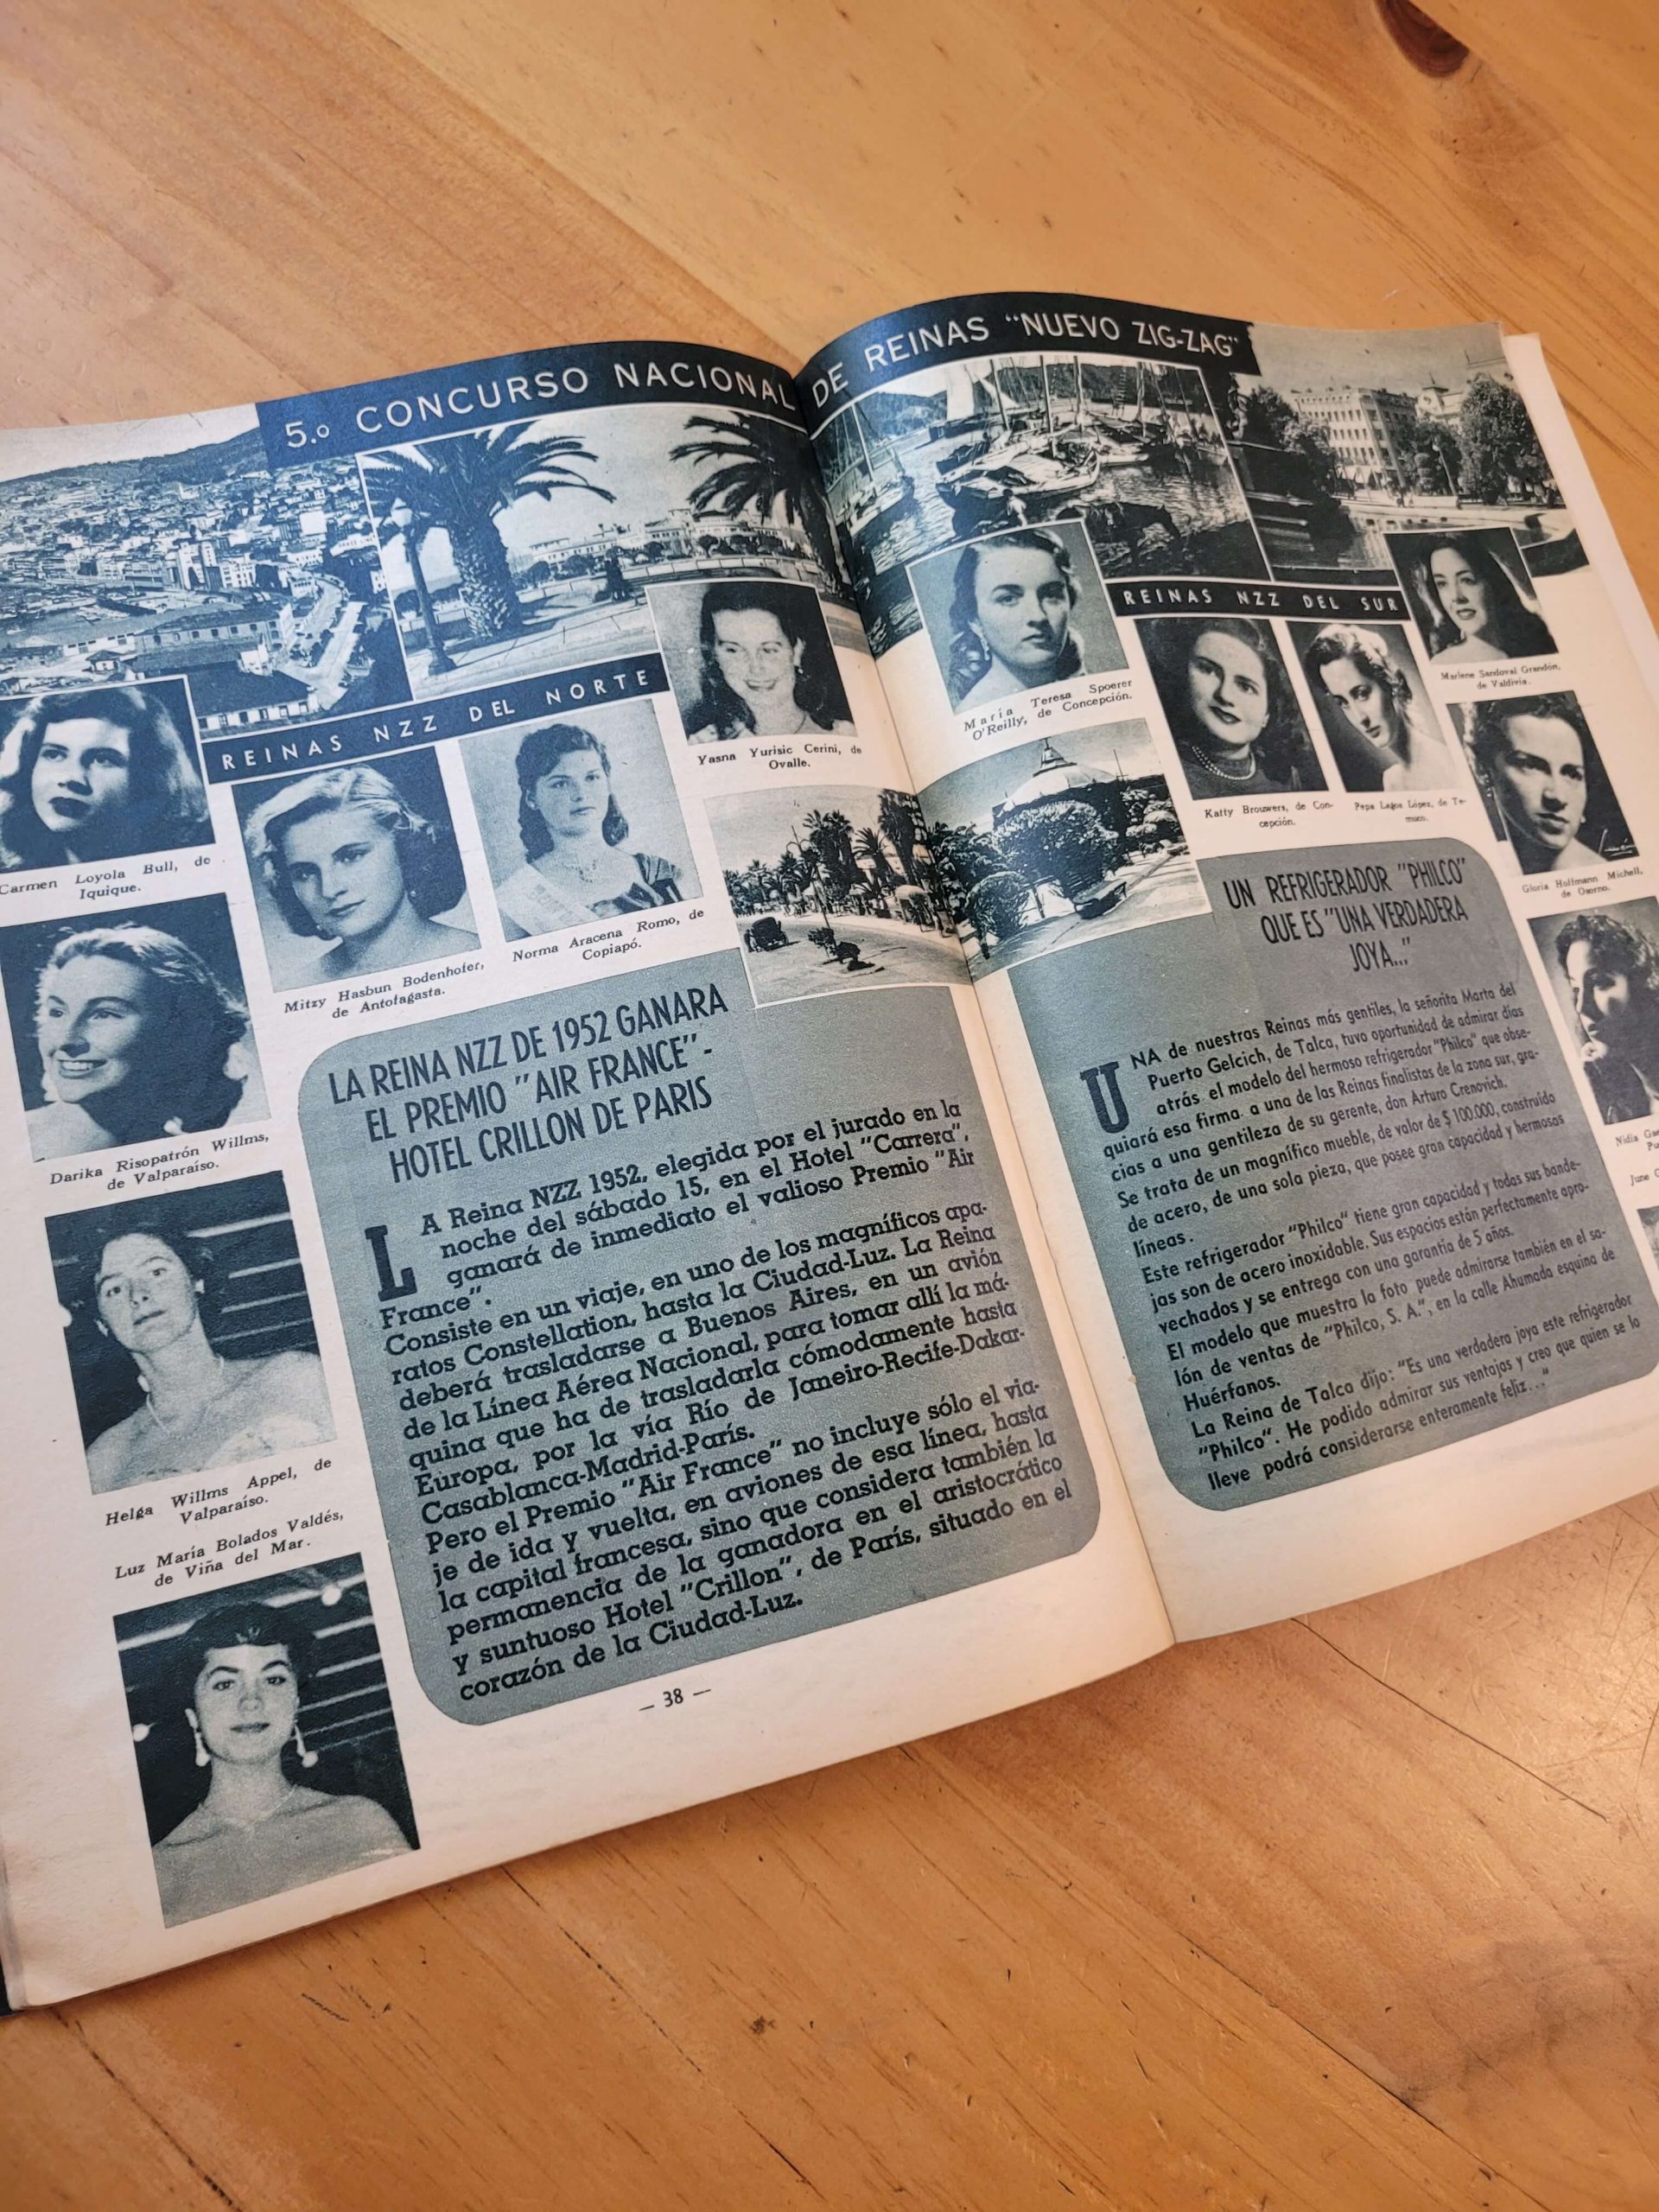 5.º CONCURSO NACIONAL DE REINAS "NUEVO ZIG-ZAG"
REINAS NZZ DEL NORTE
Carmen Loyola Bull, de
Iquique.
Mitzy Hasbun Bodenhofer,
de Antofagasta.
Norma Aracena Romo, de
Copiapó.
Yasna Yurisic Cerini, de
Ovalle.
Darika Risopatrón Willms,
de Valparaíso.
Helga Willms Appel, de
Valparaíso.
Luz María Bolados Valdés,
de Viña del Mar.
LA REINA NZZ DE 1952 GANARA
EL PREMIO "AIR FRANCE"-
HOTEL CRILLON DE PARIS
LA Reina NZZ 1952, elegida por el jurado en la
noche del sábado 15, en el Hotel "Carrera",
ganará de inmediato el valioso Premio "Air
France".
Consiste en un viaje, en uno de los magníficos apa-
ratos Constellation, hasta la Ciudad-Luz. La Reina
deberá trasladarse a Buenos Aires, en un avión
de la Línea Aérea Nacional, para tomar allí la má-
quina que ha de trasladarla cómodamente hasta
Europa, por la vía Río de Janeiro-Recife-Dakar-
Casablanca-Madrid-París.
Pero el Premio "Air France" no incluye sólo el via-
je de ida y vuelta, en aviones de esa línea, hasta
la capital francesa, sino que considera también la
permanencia de la ganadora en el aristocrático
y suntuoso Hotel "Crillon", de París, situado en el
corazón de la Ciudad-Luz.
— 38 —
REINAS NZZ DEL SUR
María Teresa Spoerer
O'Reilly, de Concepción.
Katty Brouwers, de Con-
cepción.
Pepa Lagos López, de Te-
muco.
Marlene Sandoval Grandón,
de Valdivia.
Gloria Hoffmann Michell,
de Osorno.
Nidia
June
UN REFRIGERADOR "PHILCO"
QUE ES "UNA VERDADERA
JOYA..."
UNA de nuestras Reinas más gentiles, la señorita Marta del
Puerto Gelcich, de Talca, tuvo oportunidad de admirar días
atrás el modelo del hermoso refrigerador "Philco" que obse-
quiará esa firma a una de las Reinas finalistas de la zona sur, gra-
cias a una gentileza de su gerente, don Arturo Crenovich.
Se trata de un magnífico mueble, de valor de $ 100.000, construido
de acero, de una sola pieza, que posee gran capacidad y hermosos
líneas.
Este refrigerador "Philco" tiene gran capacidad y todas sus bande-
jas son de acero inoxidable. Sus espacios están perfectamente apro-
vechados y se entrega con una garantía de 5 años.
El modelo que muestra la foto puede admirarse también en el sa-
lón de ventas de "Philco, S. A.", en la calle Ahumada esquina de
Huérfanos.
La Reina de Talca dijo: "Es una verdadera joya este refrigerador
"Philco". He podido admirar sus ventajas y creo que quien se lo
lleve podrá considerarse enteramente feliz..."